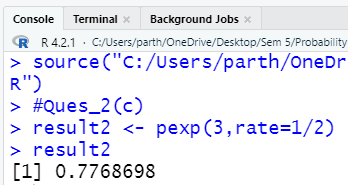 Console Terminal × Background Jobs ×
R 4.2.1 · C:/Users/parth/OneDrive/Desktop/Sem 5/Probability
> source("C:/Users/parth/OneDr
R")
> #Ques_2(c)
> result2 <- pexp(3,rate=1/2)
> result2
[1] 0.7768698